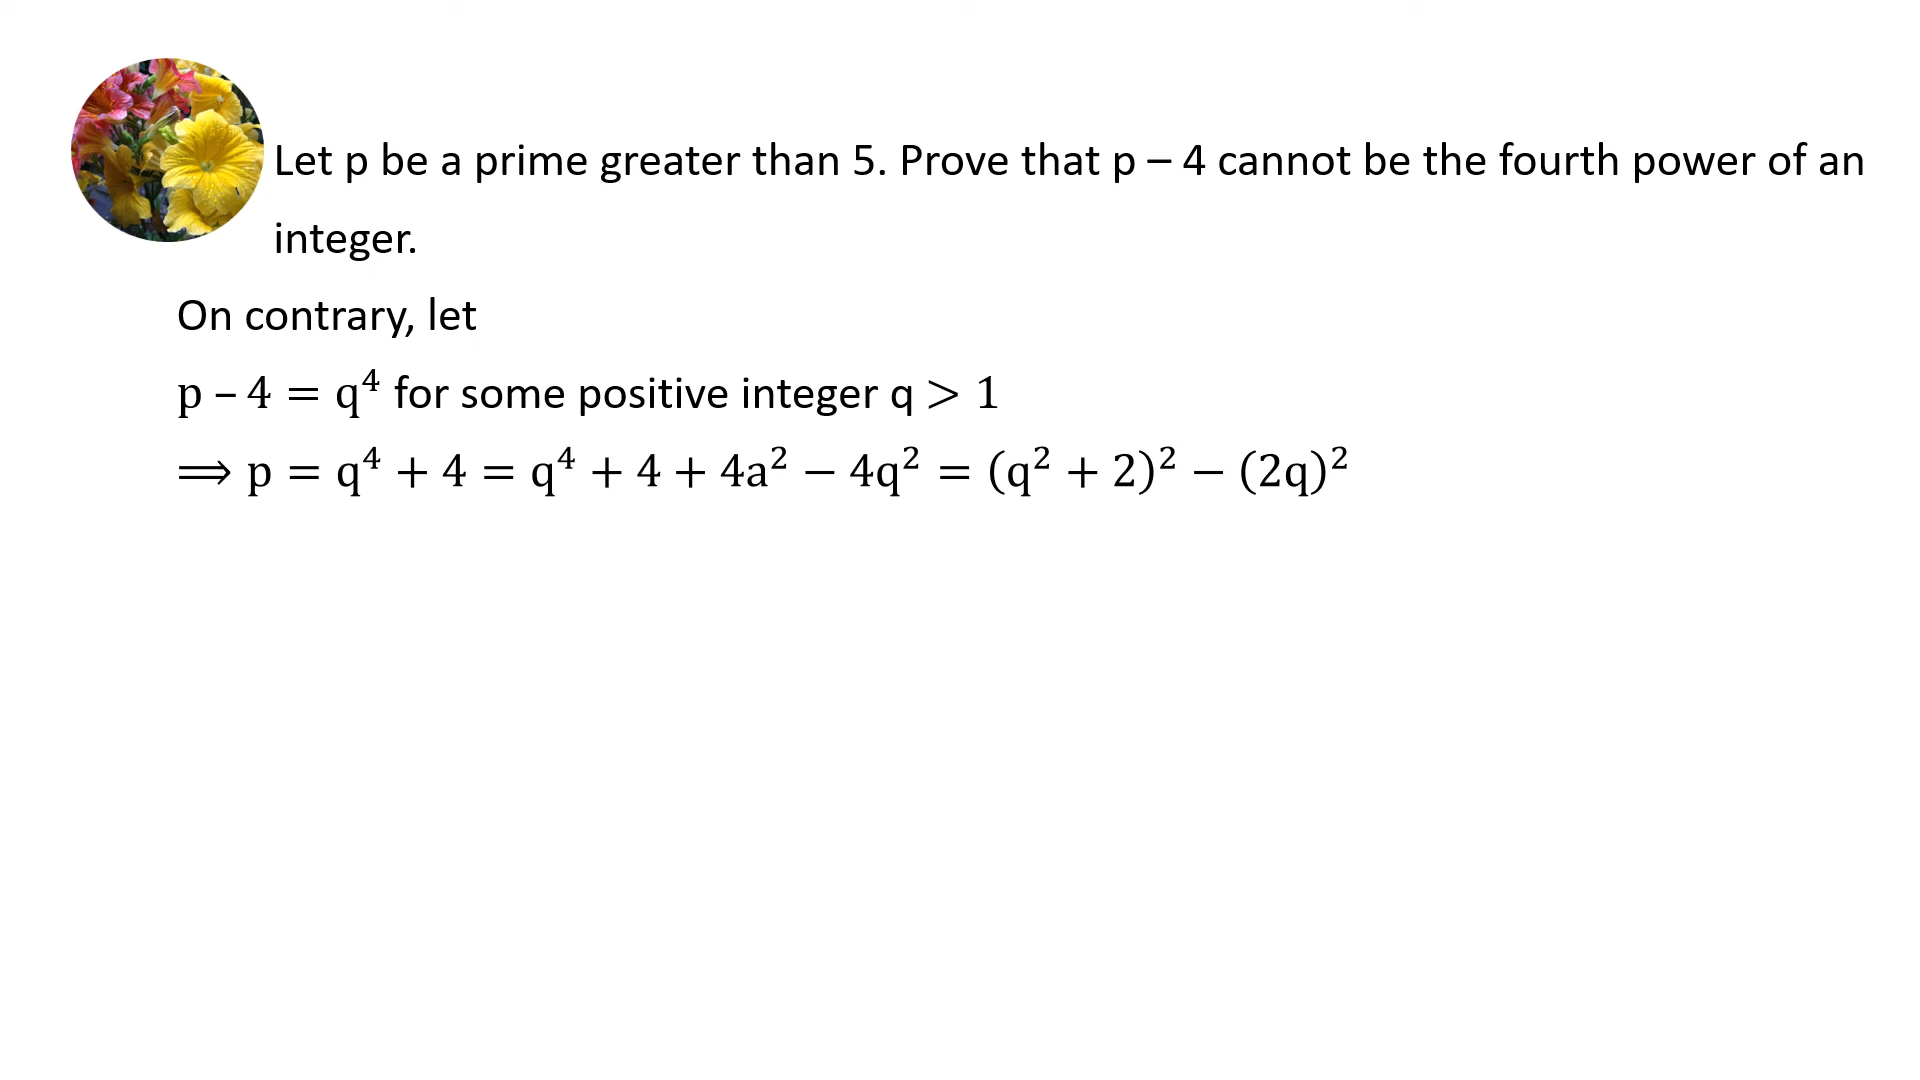 Let p be a prime greater than 5. Prove that p – 4 cannot be the fourth power of an
integer.
On contrary, let
p – 4 = q⁴ for some positive integer q > 1
⟹ p = q⁴ + 4 = q⁴ + 4 + 4a² − 4q² = (q² + 2)² − (2q)²